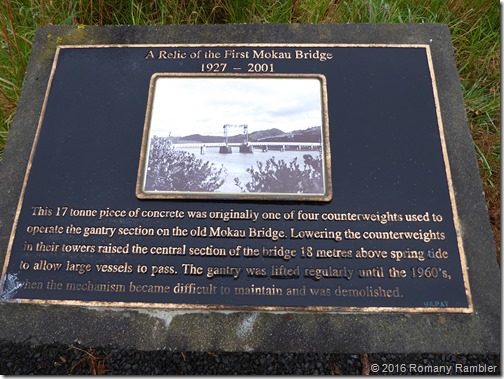 A Relic of the First Mokau Bridge
1927 – 2001
This 17 tonne piece of concrete was originally one of four counterweights used to
operate the gantry section on the old Mokau Bridge. Lowering the counterweights
in their towers raised the central section of the bridge 18 metres above spring tide
to allow large vessels to pass. The gantry was lifted regularly until the 1960's,
when the mechanism became difficult to maintain and was demolished.
© 2016 Romany Rambler